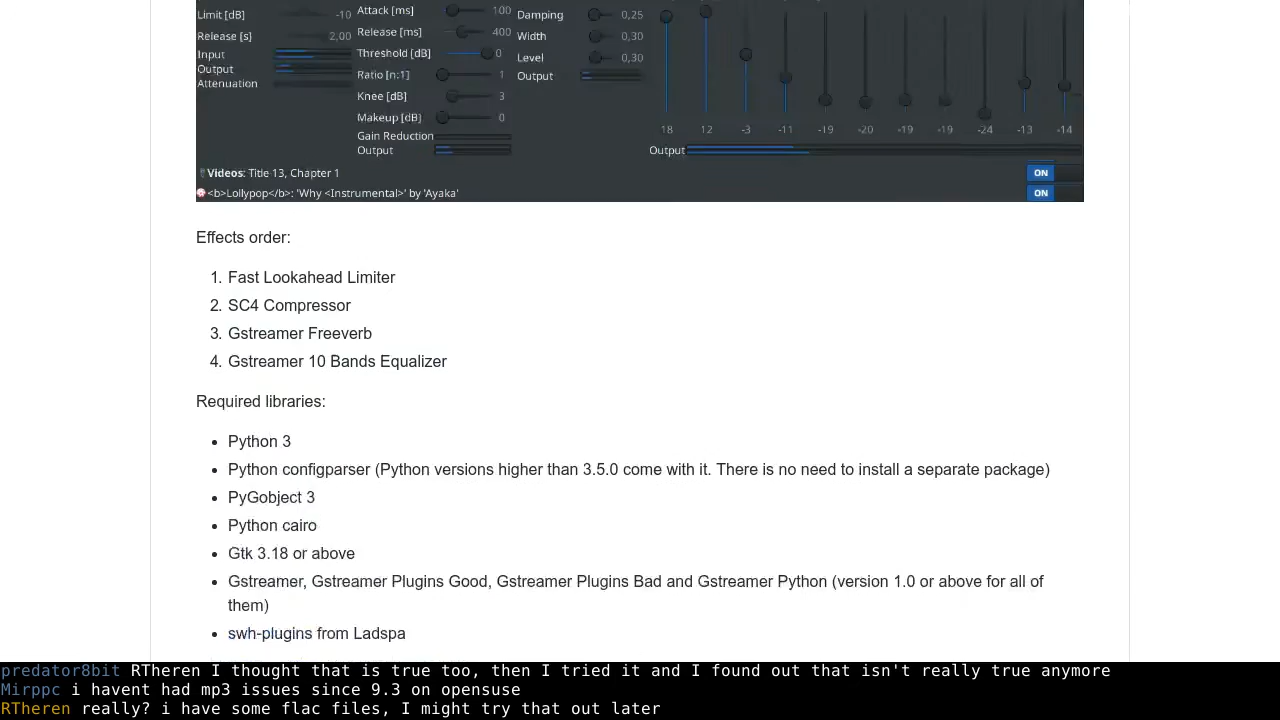 Limit [dB] -10
Attack [ms] 100
Release [s] 2,00
Release [ms] 400
Input
Threshold [dB] 0
Output
Ratio [n:1] 1
Attenuation
Knee [dB] 3
Makeup [dB] 0
Gain Reduction
Output
Damping 0,25
Width 0,30
Level 0,30
Output
18 12 -3 -11 -19 -20 -19 -19 -24 -13 -14
Output
Videos: Title 13, Chapter 1 ON
<b>Lollypop</b>: 'Why <Instrumental>' by 'Ayaka' ON
Effects order:
1. Fast Lookahead Limiter
2. SC4 Compressor
3. Gstreamer Freeverb
4. Gstreamer 10 Bands Equalizer
Required libraries:
• Python 3
• Python configparser (Python versions higher than 3.5.0 come with it. There is no need to install a separate package)
• PyGobject 3
• Python cairo
• Gtk 3.18 or above
• Gstreamer, Gstreamer Plugins Good, Gstreamer Plugins Bad and Gstreamer Python (version 1.0 or above for all of
them)
• swh-plugins from Ladspa
predator8bit RTheren I thought that is true too, then I tried it and I found out that isn't really true anymore
Mirppc i havent had mp3 issues since 9.3 on opensuse
RTheren really? i have some flac files, I might try that out later